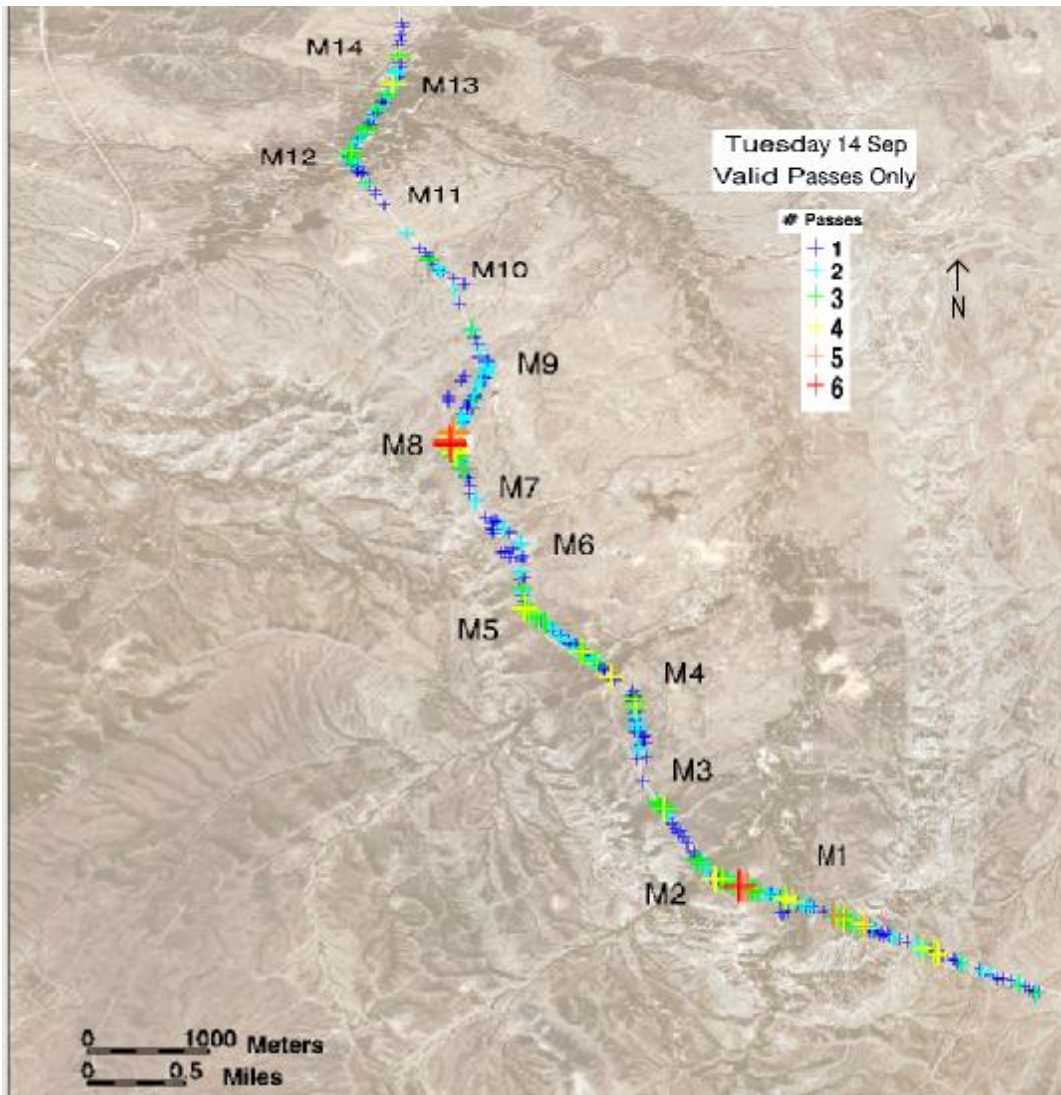 M14
M13
M12
Tuesday 14 Sep
Valid Passes Only
M11
# Passes
1
2
3
4
5
6
M10
N
M9
M8
M7
M6
M5
M4
M3
M1
M2
0 1000 Meters
0 0.5 Miles